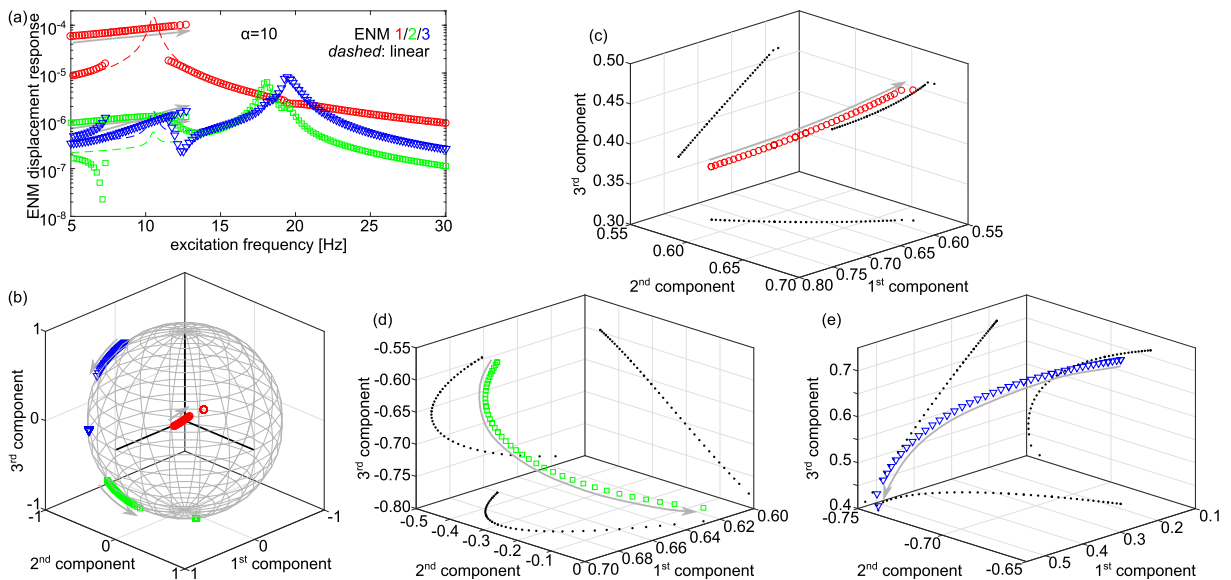 (a)
10^-4
10^-5
10^-6
10^-7
10^-8
ENM displacement response
α=10
ENM 1/2/3
dashed: linear
5
10
15
20
25
30
excitation frequency [Hz]
(b)
1
0
-1
3rd component
-1
0
1
2nd component
-1
0
-1
1st component
(c)
0.50
0.45
0.40
0.35
0.30
3rd component
0.55
0.60
0.65
0.70
2nd component
0.80
0.75
0.70
0.65
0.60
0.55
1st component
(d)
-0.55
-0.60
-0.65
-0.70
-0.75
-0.80
3rd component
-0.5
-0.4
-0.3
-0.2
-0.1
0
2nd component
0.70
0.68
0.66
0.64
0.62
0.60
1st component
(e)
0.7
0.6
0.5
0.4
3rd component
-0.75
-0.70
-0.65
2nd component
0.5
0.4
0.3
0.2
0.1
1st component